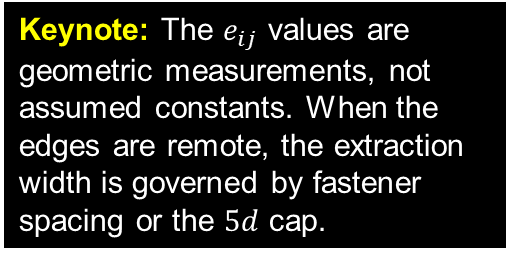 Keynote: The e_{ij} values are
geometric measurements, not
assumed constants. When the
edges are remote, the extraction
width is governed by fastener
spacing or the 5d cap.